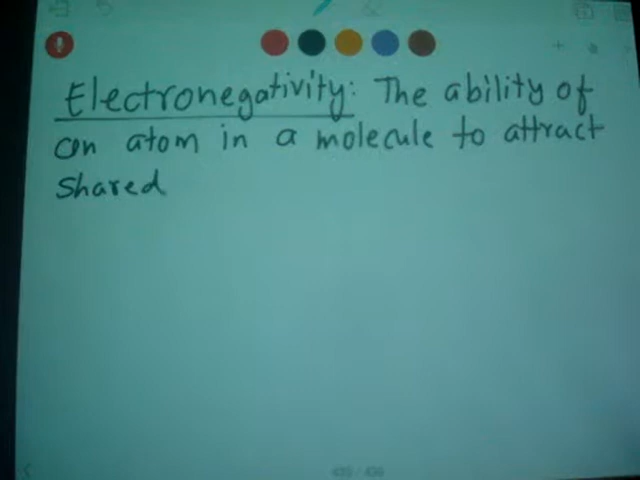 Electronegativity: The ability of
an atom in a molecule to attract
shared